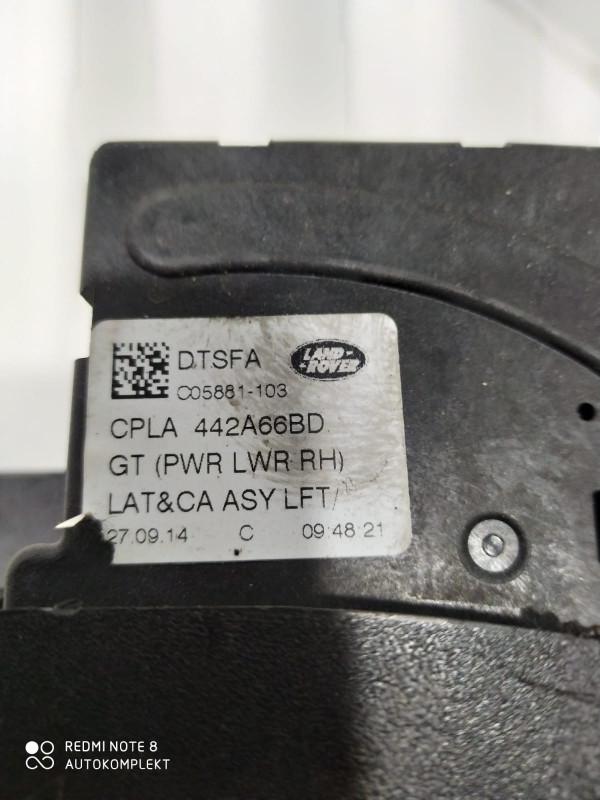 DTSFA LAND ROVER
C05881-103
CPLA 442A66BD
GT (PWR LWR RH)
LAT&CA ASY LFT/
27.09.14 C 09:48:21
REDMI NOTE 8
AUTOKOMPLEKT